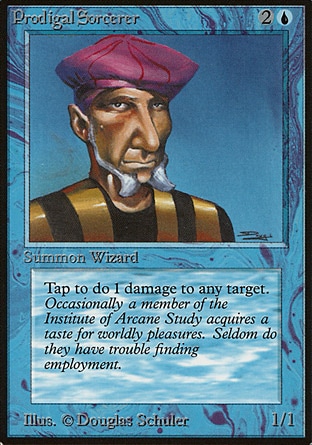 Prodigal Sorcerer 2
Summon Wizard
Tap to do 1 damage to any target.
Occasionally a member of the
Institute of Arcane Study acquires a
taste for worldly pleasures. Seldom do
they have trouble finding
employment.
Illus. © Douglas Schuler 1/1